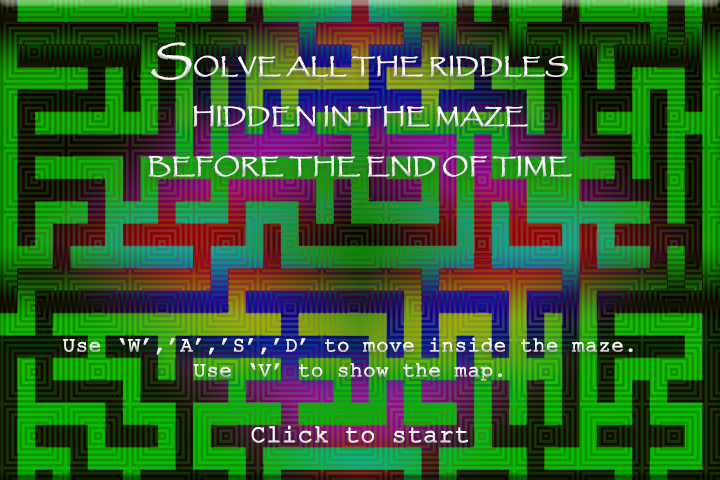 SOLVE ALL THE RIDDLES
HIDDEN IN THE MAZE
BEFORE THE END OF TIME
Use ‘W’,’A’,’S’,’D’ to move inside the maze.
Use ‘V’ to show the map.
Click to start